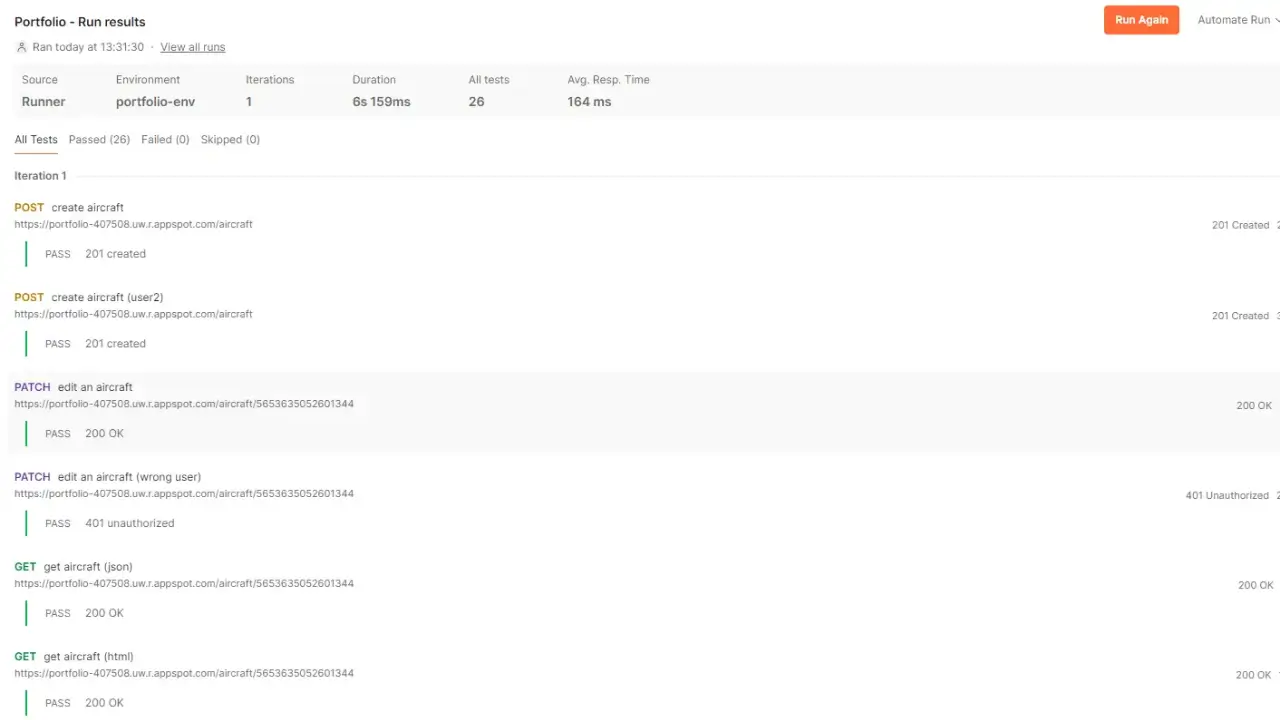 Portfolio - Run results
Run Again Automate Run
Ran today at 13:31:30 · View all runs
Source Environment Iterations Duration All tests Avg. Resp. Time
Runner portfolio-env 1 6s 159ms 26 164 ms
All Tests Passed (26) Failed (0) Skipped (0)
Iteration 1
POST create aircraft
https://portfolio-407508.uw.r.appspot.com/aircraft
201 Created
PASS 201 created
POST create aircraft (user2)
https://portfolio-407508.uw.r.appspot.com/aircraft
201 Created
PASS 201 created
PATCH edit an aircraft
https://portfolio-407508.uw.r.appspot.com/aircraft/5653635052601344
200 OK
PASS 200 OK
PATCH edit an aircraft (wrong user)
https://portfolio-407508.uw.r.appspot.com/aircraft/5653635052601344
401 Unauthorized
PASS 401 unauthorized
GET get aircraft (json)
https://portfolio-407508.uw.r.appspot.com/aircraft/5653635052601344
200 OK
PASS 200 OK
GET get aircraft (html)
https://portfolio-407508.uw.r.appspot.com/aircraft/5653635052601344
200 OK
PASS 200 OK